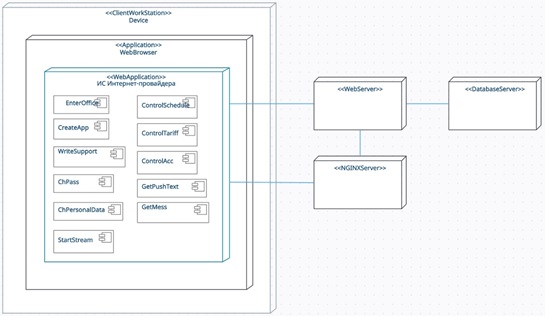 <<ClientWorkStation>>
Device
<<Application>>
WebBrowser
<<WebApplication>>
ИС Интернет-провайдера
EnterOffice
CreateApp
WriteSupport
ChPass
ChPersonalData
StartStream
ControlSchedule
ControlTariff
ControlAcc
GetPushText
GetMess
<<WebServer>>
<<DatabaseServer>>
<<NGINXServer>>